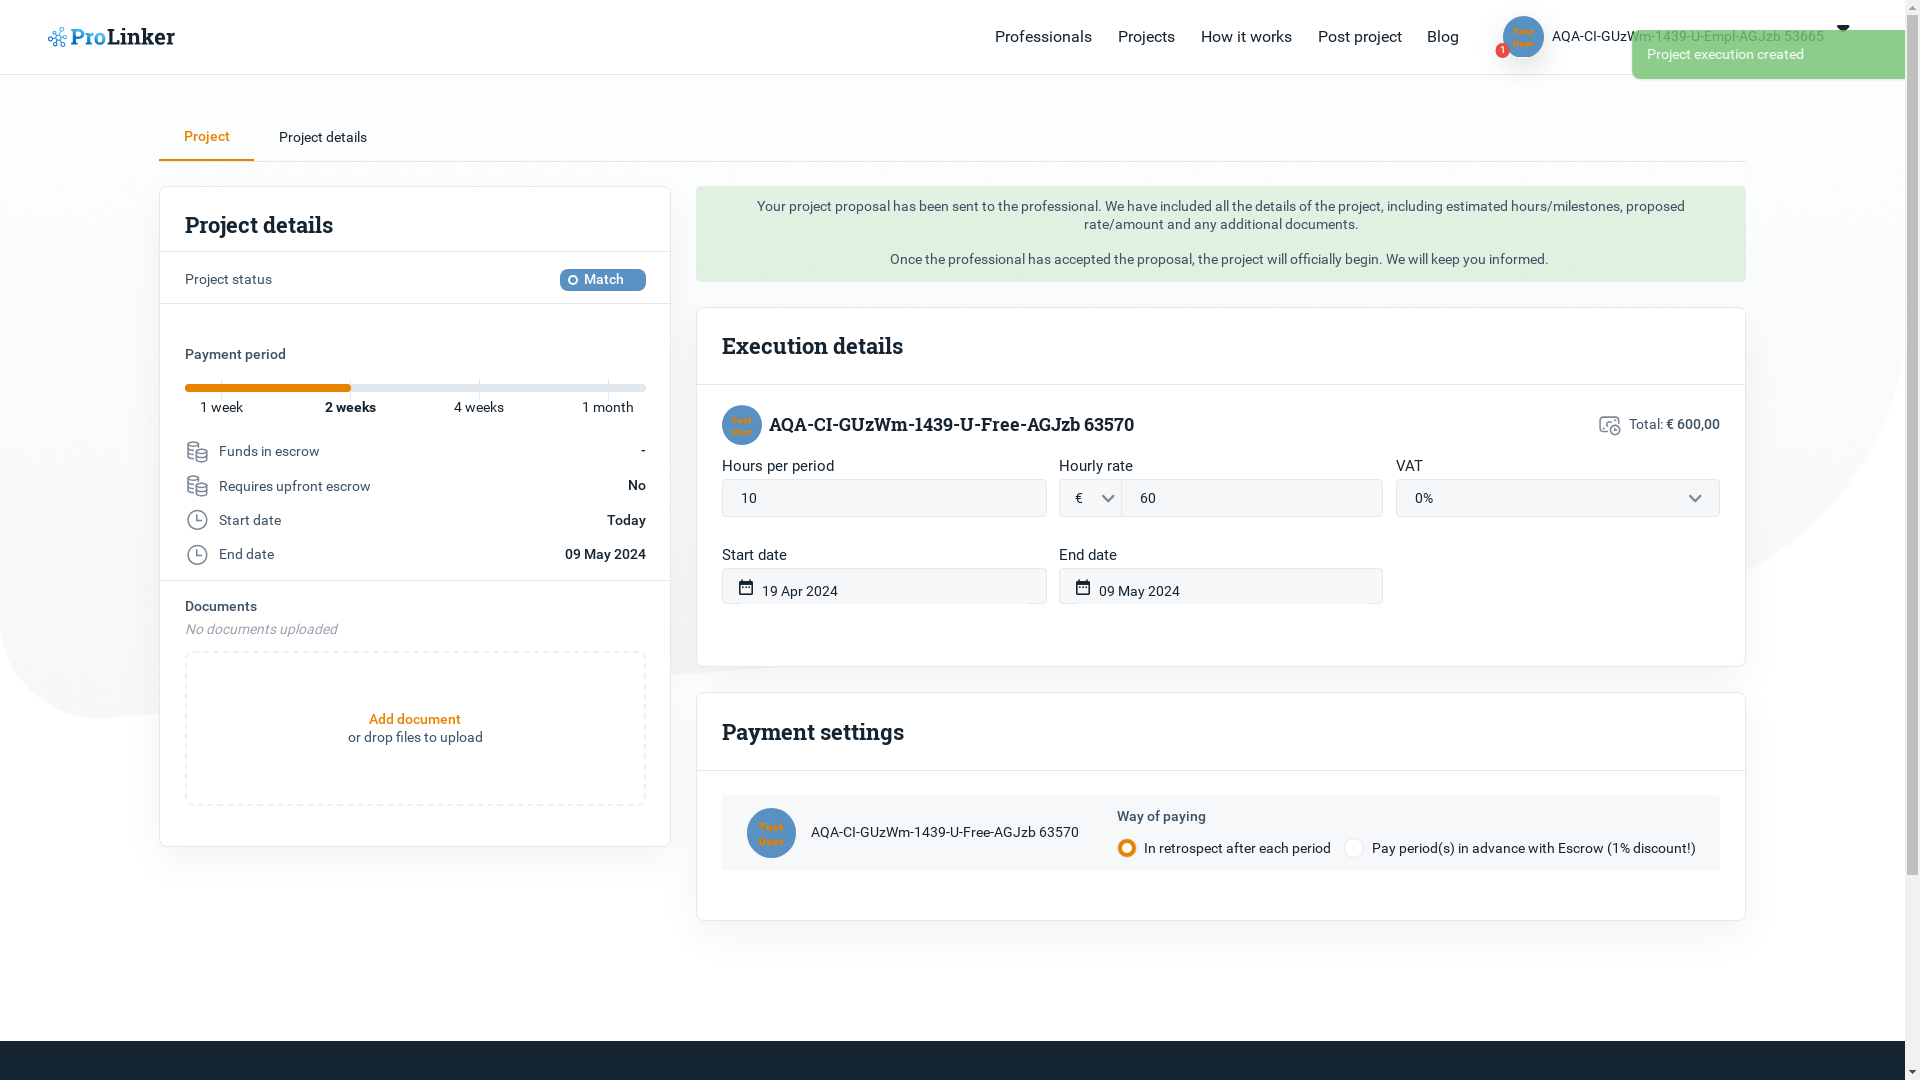 ProLinker
Professionals
Projects
How it works
Post project
Blog
Test
User
1
AQA-CI-GUzWm-1439-U-Empl-AGJzb 53665
Project execution created
Project
Project details
Project details
Project status
Match
Payment period
1 week
2 weeks
4 weeks
1 month
Funds in escrow
-
Requires upfront escrow
No
Start date
Today
End date
09 May 2024
Documents
No documents uploaded
Add document
or drop files to upload
Your project proposal has been sent to the professional. We have included all the details of the project, including estimated hours/milestones, proposed
rate/amount and any additional documents.
Once the professional has accepted the proposal, the project will officially begin. We will keep you informed.
Execution details
Test
User
AQA-CI-GUzWm-1439-U-Free-AGJzb 63570
Total: € 600,00
Hours per period
Hourly rate
VAT
10
€
60
0%
Start date
End date
19 Apr 2024
09 May 2024
Payment settings
Test
User
AQA-CI-GUzWm-1439-U-Free-AGJzb 63570
Way of paying
In retrospect after each period
Pay period(s) in advance with Escrow (1% discount!)